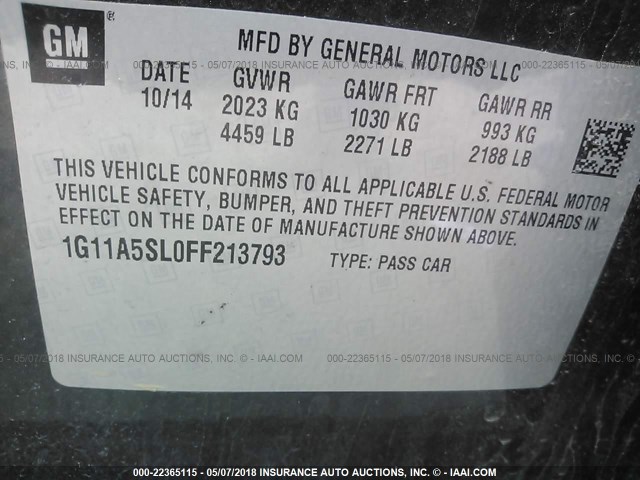 GM
®
MFD BY GENERAL MOTORS LLC
DATE GVWR GAWR FRT GAWR RR
10/14 2023 KG 1030 KG 993 KG
4459 LB 2271 LB 2188 LB
THIS VEHICLE CONFORMS TO ALL APPLICABLE U.S. FEDERAL MOTOR
VEHICLE SAFETY, BUMPER, AND THEFT PREVENTION STANDARDS IN
EFFECT ON THE DATE OF MANUFACTURE SHOWN ABOVE.
1G11A5SL0FF213793 TYPE: PASS CAR
000-22365115 - 05/07/2018 INSURANCE AUTO AUCTIONS, INC. © - IAAI.COM